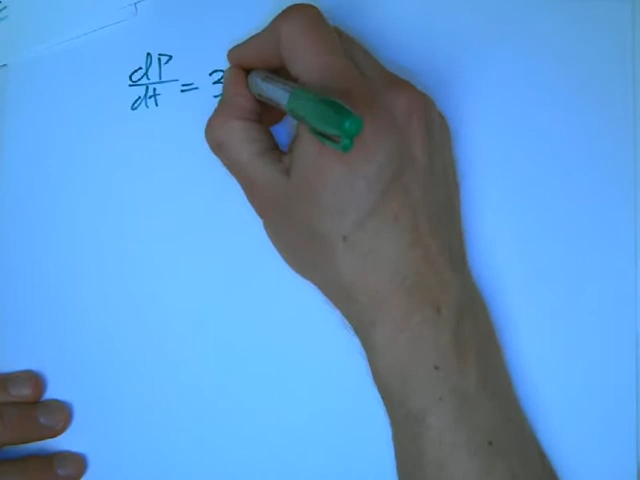 dP/dt = 3